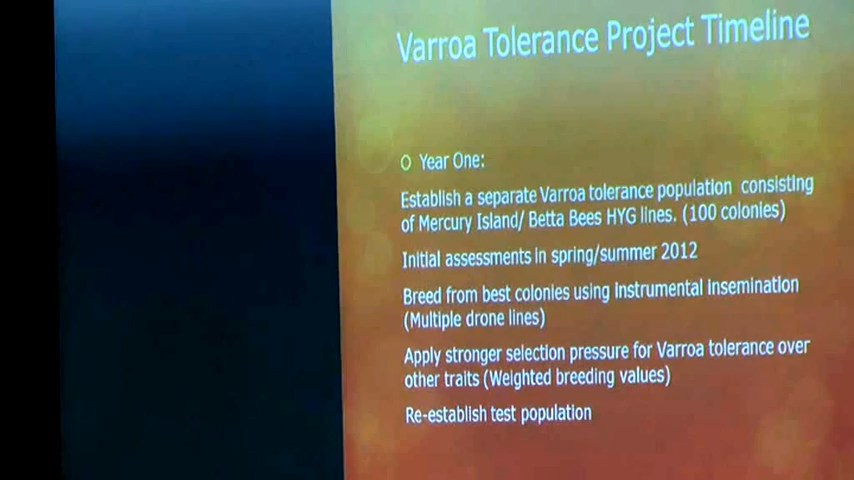 Varroa Tolerance Project Timeline
Year One:
Establish a separate Varroa tolerance population consisting
of Mercury Island/ Betta Bees HYG lines. (100 colonies)
Initial assessments in spring/summer 2012
Breed from best colonies using Instrumental insemination
(Multiple drone lines)
Apply stronger selection pressure for Varroa tolerance over
other traits (Weighted breeding values)
Re-establish test population